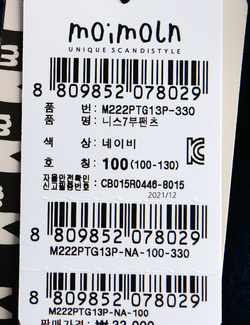 moimoln
UNIQUE SCANDISTYLE
8 809852 078029
품 번: M222PTG13P-330
품 명: 니스7부팬츠
색 상: 네이비
호 칭: 100 (100-130)
자율안전확인
신고필증번호: CB015R0446-8015
2021/12
8 809852 078029
M222PTG13P-NA-100-330
8 809852 078029
M222PTG13P-NA-100